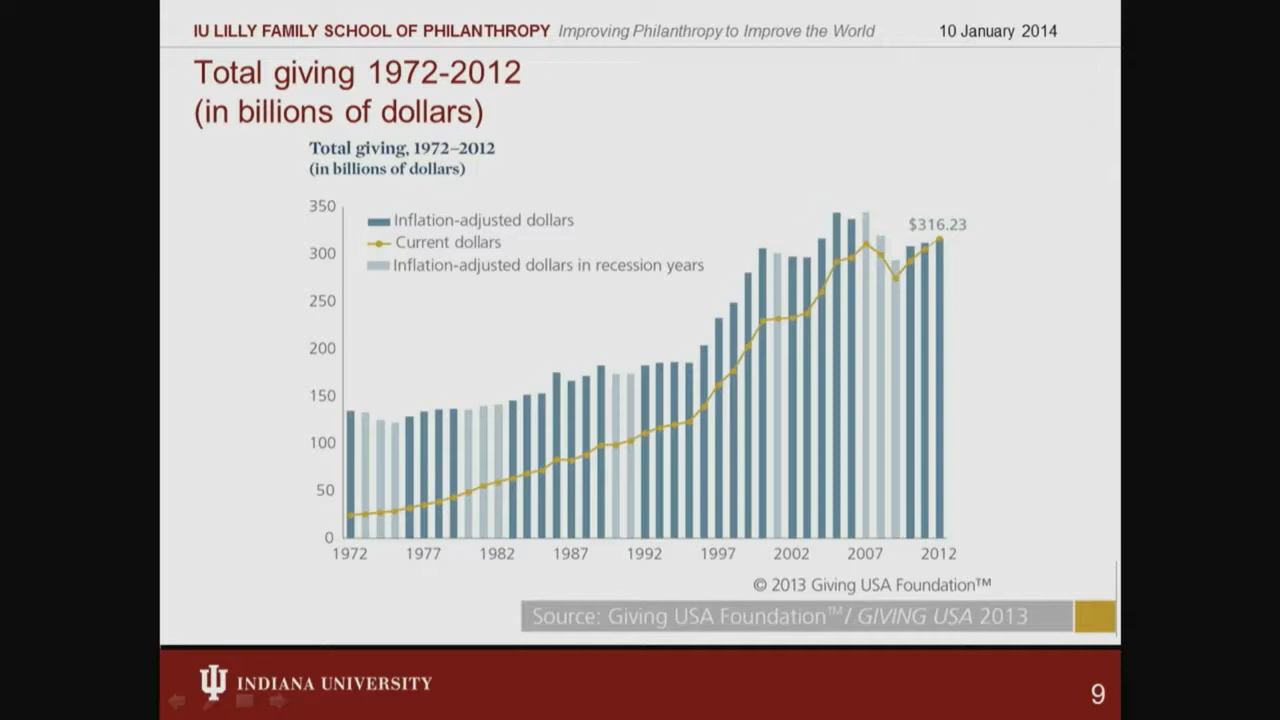 IU LILLY FAMILY SCHOOL OF PHILANTHROPY Improving Philanthropy to Improve the World 10 January 2014
Total giving 1972-2012
(in billions of dollars)
Total giving, 1972–2012
(in billions of dollars)
350
300
250
200
150
100
50
0
Inflation-adjusted dollars
Current dollars
Inflation-adjusted dollars in recession years
$316.23
1972 1977 1982 1987 1992 1997 2002 2007 2012
© 2013 Giving USA Foundation™
Source: Giving USA Foundation™/ GIVING USA 2013
INDIANA UNIVERSITY
9